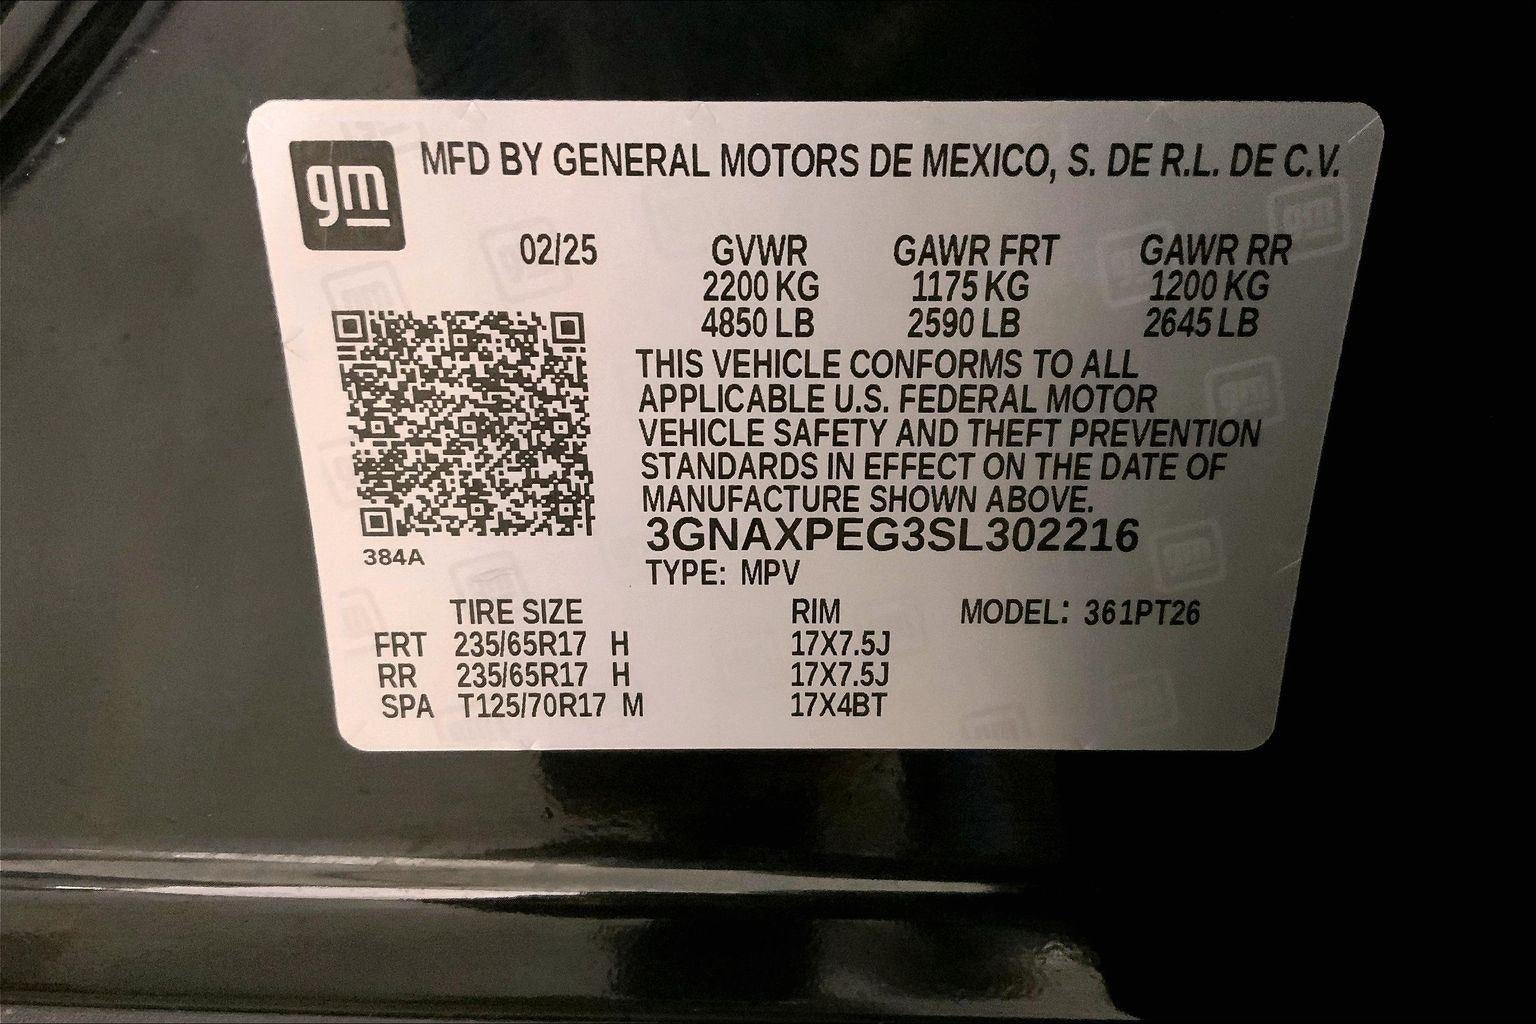 gm
MFD BY GENERAL MOTORS DE MEXICO, S. DE R.L. DE C.V.
02/25 GVWR GAWR FRT GAWR RR
2200 KG 1175 KG 1200 KG
4850 LB 2590 LB 2645 LB
THIS VEHICLE CONFORMS TO ALL
APPLICABLE U.S. FEDERAL MOTOR
VEHICLE SAFETY AND THEFT PREVENTION
STANDARDS IN EFFECT ON THE DATE OF
MANUFACTURE SHOWN ABOVE.
3GNAXPEG3SL302216
384A
TYPE: MPV
TIRE SIZE RIM MODEL: 361PT26
FRT 235/65R17 H 17X7.5J
RR 235/65R17 H 17X7.5J
SPA T125/70R17 M 17X4BT